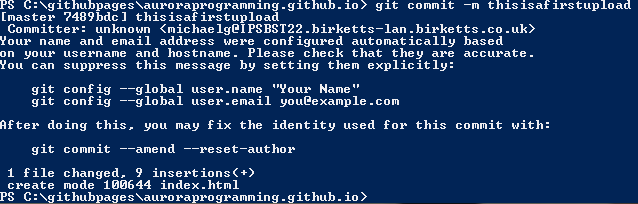 PS C:\githubpages\auroraprogramming.github.io> git commit -m thisisafirstupload
[master 7489bdc] thisisafirstupload
 Committer: unknown <michaelg@IPSBST22.birketts-lan.birketts.co.uk>
Your name and email address were configured automatically based
on your username and hostname. Please check that they are accurate.
You can suppress this message by setting them explicitly:
    git config --global user.name "Your Name"
    git config --global user.email you@example.com
After doing this, you may fix the identity used for this commit with:
    git commit --amend --reset-author
 1 file changed, 9 insertions(+)
 create mode 100644 index.html
PS C:\githubpages\auroraprogramming.github.io>